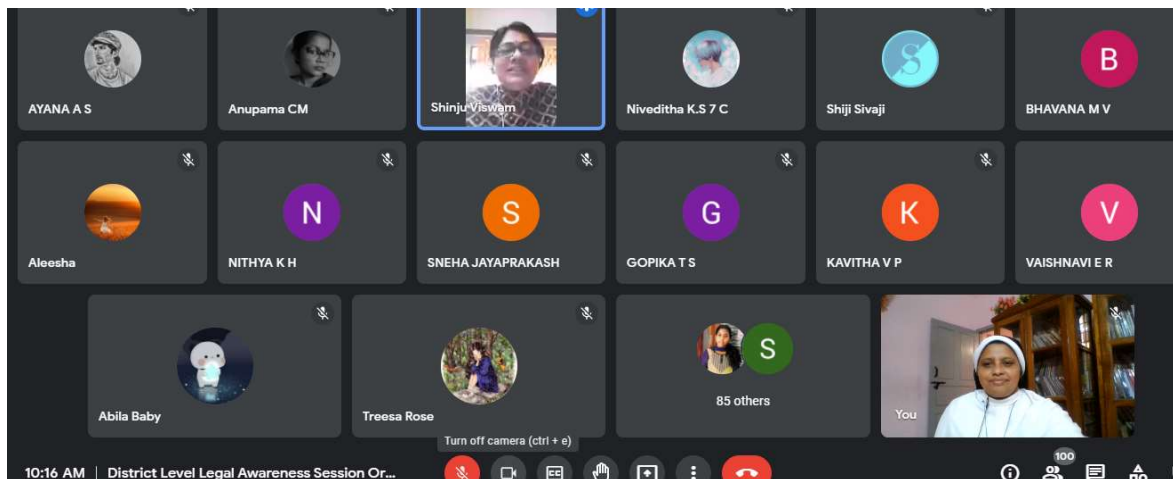 AYANA A S
Anupama CM
Shinju Viswam
Niveditha K.S 7 C
S
Shiji Sivaji
B
BHAVANA M V
Aleesha
N
NITHYA K H
S
SNEHA JAYAPRAKASH
G
GOPIKA T S
K
KAVITHA V P
V
VAISHNAVI E R
Abila Baby
Treesa Rose
S
85 others
You
Turn off camera (ctrl + e)
10:16 AM | District Level Legal Awareness Session Or...
CC
100